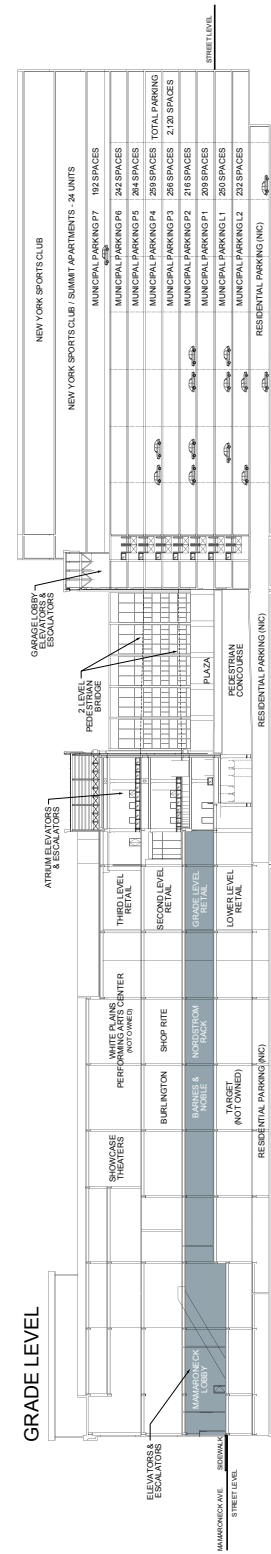 GRADE LEVEL
NEW YORK SPORTS CLUB
NEW YORK SPORTS CLUB / SUMMIT APARTMENTS - 24 UNITS
MUNICIPAL PARKING P7 192 SPACES
MUNICIPAL PARKING P6 242 SPACES
MUNICIPAL PARKING P5 264 SPACES
MUNICIPAL PARKING P4 259 SPACES
TOTAL PARKING
MUNICIPAL PARKING P3 256 SPACES
2,120 SPACES
MUNICIPAL PARKING P2 216 SPACES
MUNICIPAL PARKING P1 209 SPACES
MUNICIPAL PARKING L1 250 SPACES
MUNICIPAL PARKING L2 232 SPACES
RESIDENTIAL PARKING (NIC)
STREET LEVEL
GARAGE LOBBY
ELEVATORS &
ESCALATORS
2 LEVEL
PEDESTRIAN
BRIDGE
PLAZA
PEDESTRIAN
CONCOURSE
RESIDENTIAL PARKING (NIC)
ATRIUM ELEVATORS
& ESCALATORS
THIRD LEVEL
RETAIL
SECOND LEVEL
RETAIL
GRADE LEVEL
RETAIL
LOWER LEVEL
RETAIL
WHITE PLAINS
PERFORMING ARTS CENTER
(NOT OWNED)
SHOP RITE
NORDSTROM
RACK
SHOWCASE
THEATERS
BURLINGTON
BARNES &
NOBLE
TARGET
(NOT OWNED)
RESIDENTIAL PARKING (NIC)
ELEVATORS &
ESCALATORS
MAMARONECK
LOBBY
MAMARONECK AVE.
SIDEWALK
STREET LEVEL